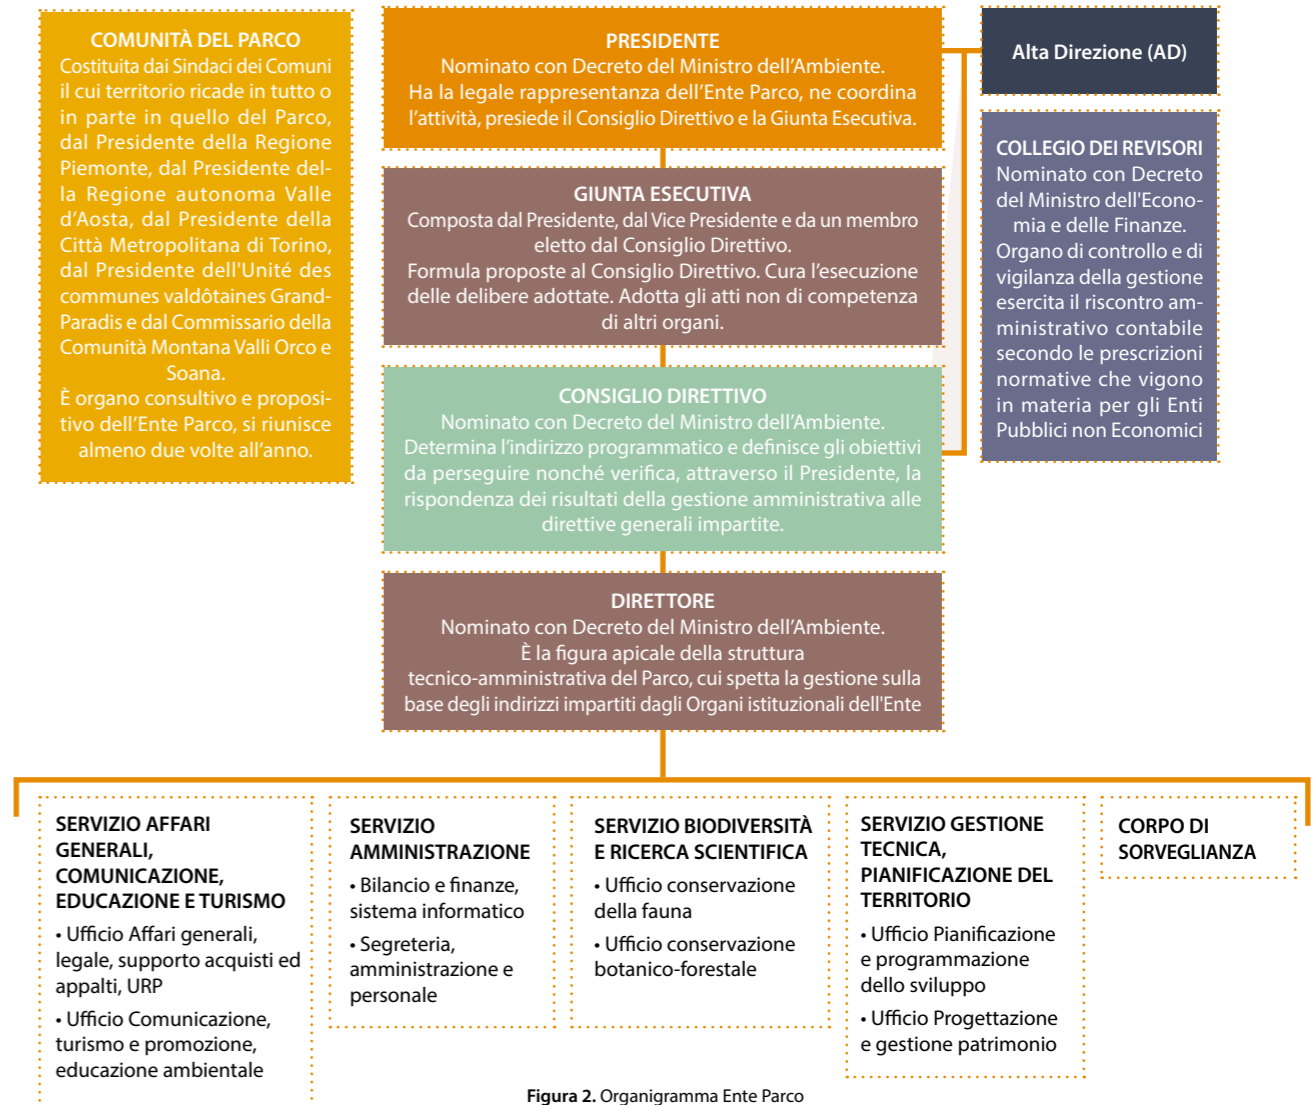 COMUNITÀ DEL PARCO
Costituita dai Sindaci dei Comuni
il cui territorio ricade in tutto o
in parte in quello del Parco,
dal Presidente della Regione
Piemonte, dal Presidente del-
la Regione autonoma Valle
d’Aosta, dal Presidente della
Città Metropolitana di Torino,
dal Presidente dell'Unité des
communes valdôtaines Grand-
Paradis e dal Commissario della
Comunità Montana Valli Orco e
Soana.
È organo consultivo e proposi-
tivo dell’Ente Parco, si riunisce
almeno due volte all’anno.
PRESIDENTE
Nominato con Decreto del Ministro dell’Ambiente.
Ha la legale rappresentanza dell’Ente Parco, ne coordina
l’attività, presiede il Consiglio Direttivo e la Giunta Esecutiva.
GIUNTA ESECUTIVA
Composta dal Presidente, dal Vice Presidente e da un membro
eletto dal Consiglio Direttivo.
Formula proposte al Consiglio Direttivo. Cura l’esecuzione
delle delibere adottate. Adotta gli atti non di competenza
di altri organi.
CONSIGLIO DIRETTIVO
Nominato con Decreto del Ministro dell’Ambiente.
Determina l’indirizzo programmatico e definisce gli obiettivi
da perseguire nonché verifica, attraverso il Presidente, la
rispondenza dei risultati della gestione amministrativa alle
direttive generali impartite.
DIRETTORE
Nominato con Decreto del Ministro dell’Ambiente.
È la figura apicale della struttura
tecnico-amministrativa del Parco, cui spetta la gestione sulla
base degli indirizzi impartiti dagli Organi istituzionali dell'Ente
Alta Direzione (AD)
COLLEGIO DEI REVISORI
Nominato con Decreto
del Ministro dell'Econo-
mia e delle Finanze.
Organo di controllo e di
vigilanza della gestione
esercita il riscontro am-
ministrativo contabile
secondo le prescrizioni
normative che vigono
in materia per gli Enti
Pubblici non Economici
SERVIZIO AFFARI
GENERALI,
COMUNICAZIONE,
EDUCAZIONE E TURISMO
• Ufficio Affari generali,
legale, supporto acquisti ed
appalti, URP
• Ufficio Comunicazione,
turismo e promozione,
educazione ambientale
SERVIZIO
AMMINISTRAZIONE
• Bilancio e finanze,
sistema informatico
• Segreteria,
amministrazione e
personale
SERVIZIO BIODIVERSITÀ
E RICERCA SCIENTIFICA
• Ufficio conservazione
della fauna
• Ufficio conservazione
botanico-forestale
SERVIZIO GESTIONE
TECNICA,
PIANIFICAZIONE DEL
TERRITORIO
• Ufficio Pianificazione
e programmazione
dello sviluppo
• Ufficio Progettazione
e gestione patrimonio
CORPO DI
SORVEGLIANZA
Figura 2. Organigramma Ente Parco